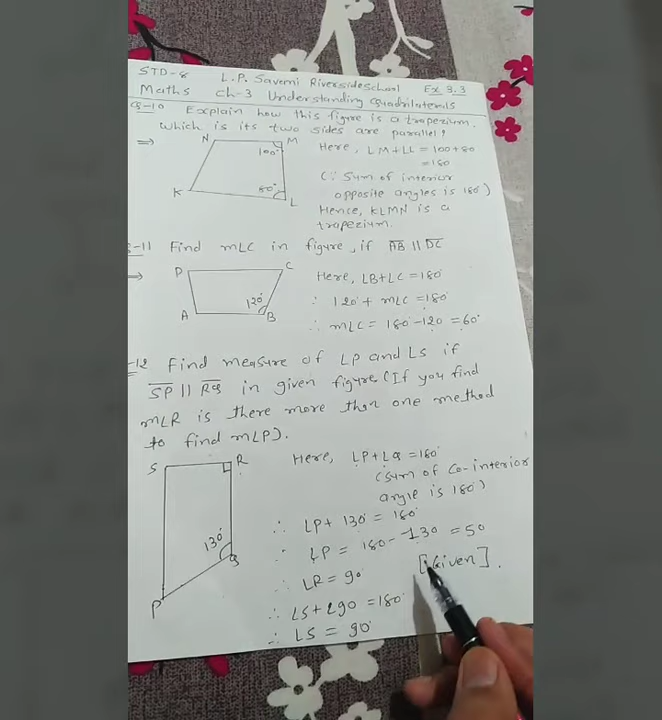 STD-8 L.P. Savani Riverside School Ex 3.3
Maths Ch-3 Understanding Quadrilaterals
Q-10 Explain how this figure is a trapezium.
which is its two sides are parallel?
⇒ N M Here, ∠M+∠L = 100+80
100° =180
(∵ Sum of interior
K 80° opposite angles is 180°)
L Hence, KLMN is a
trapezium.
-11 Find m∠C in figure, if AB || DC
⇒ D C Here, ∠B+∠C =180°
120° ∴ 120°+ m∠C =180°
A B ∴ m∠C = 180°-120 =60°
-12 Find measure of ∠P and ∠S if
SP || RQ in given figure. (If you find
m∠R is there more than one method
to find m∠P).
S R Here, ∠P+∠Q =180°
(Sum of Co-interior
angle is 180°)
∴ ∠P+ 130° = 180°
130° ∴ ∠P = 180- 130 =50
Q ∴ ∠R = 90° [Given].
P ∴ ∠S+∠90 =180°
∴ ∠S = 90°